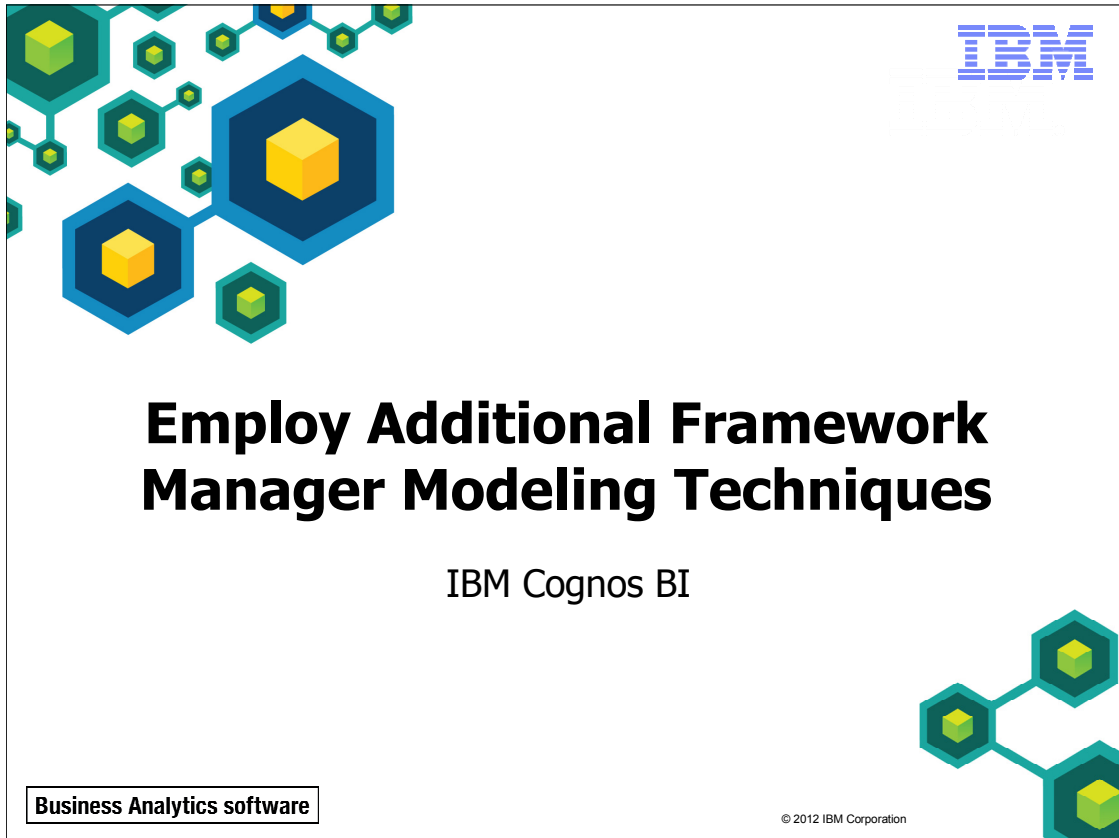 IBM
Employ Additional Framework
Manager Modeling Techniques
IBM Cognos BI
Business Analytics software
© 2012 IBM Corporation